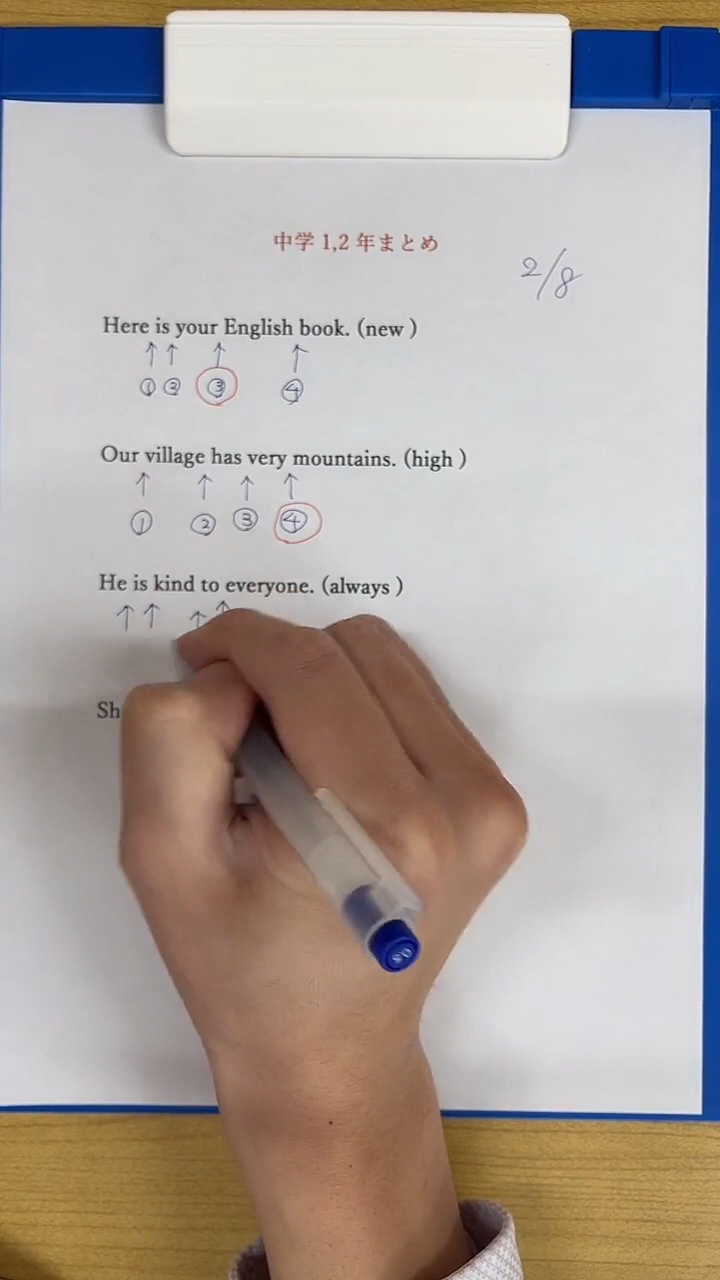 中学1,2年まとめ
2/8
Here is your English book. (new )
↑ ↑ ↑ ↑
① ② ③ ④
Our village has very mountains. (high )
↑ ↑ ↑ ↑
① ② ③ ④
He is kind to everyone. (always )
↑ ↑ ↑ ↑
Sh